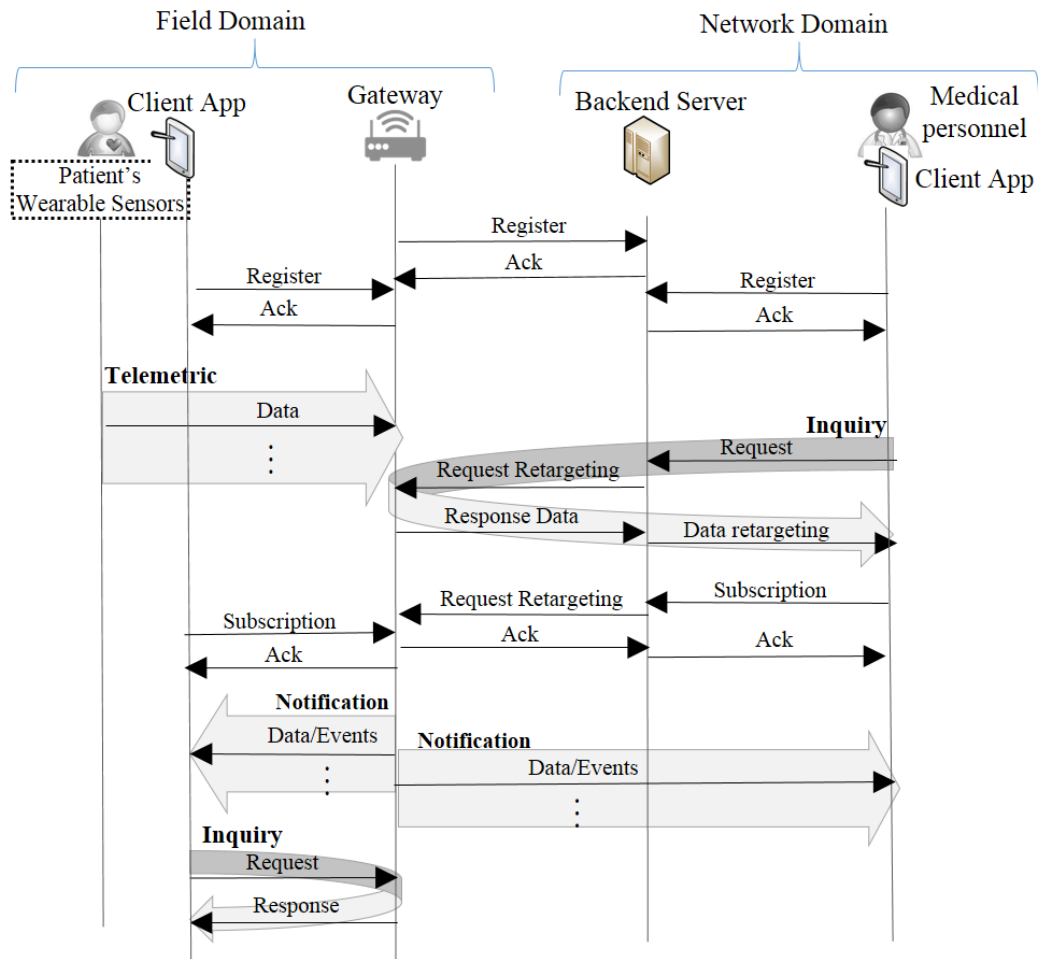 Field Domain
Network Domain
Client App
Gateway
Backend Server
Medical
personnel
Client App
Patient's
Wearable Sensors
Register
Ack
Register
Register
Ack
Ack
Telemetric
Data
Inquiry
Request
Request Retargeting
Response Data
Data retargeting
Subscription
Request Retargeting
Subscription
Ack
Ack
Ack
Notification
Data/Events
Notification
Data/Events
Inquiry
Request
Response